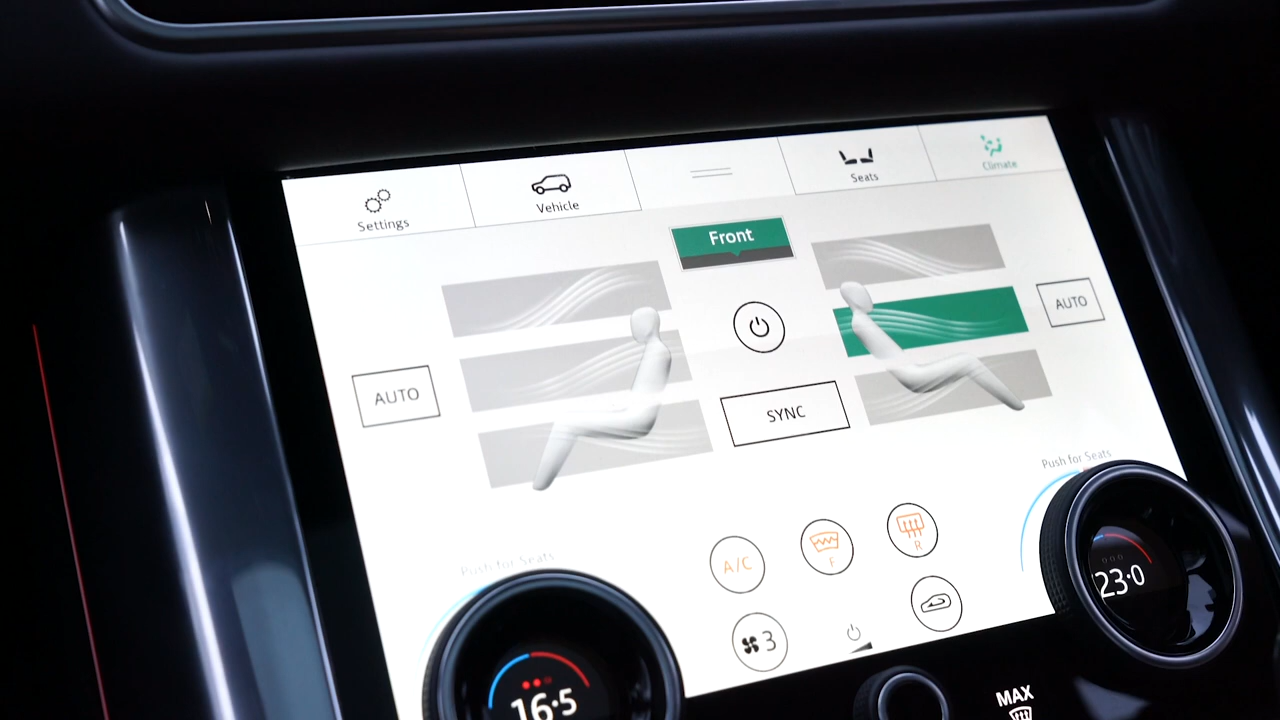 Settings
Vehicle
Seats
Climate
Front
AUTO
AUTO
SYNC
Push for Seats
Push for Seats
A/C
F
R
3
16·5
23·0
MAX